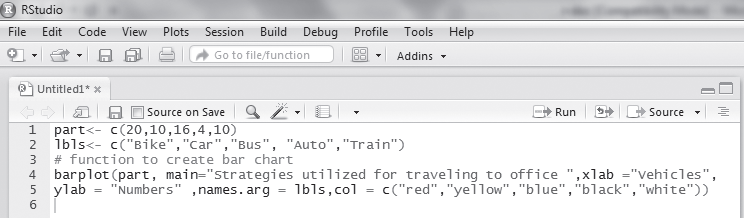 RStudio
File Edit Code View Plots Session Build Debug Profile Tools Help
Go to file/function Addins
Untitled1*
Source on Save Run Source
1 part<- c(20,10,16,4,10)
2 lbls<- c("Bike","Car","Bus", "Auto","Train")
3 # function to create bar chart
4 barplot(part, main="Strategies utilized for traveling to office ",xlab ="Vehicles",
5 ylab = "Numbers" ,names.arg = lbls,col = c("red","yellow","blue","black","white"))
6